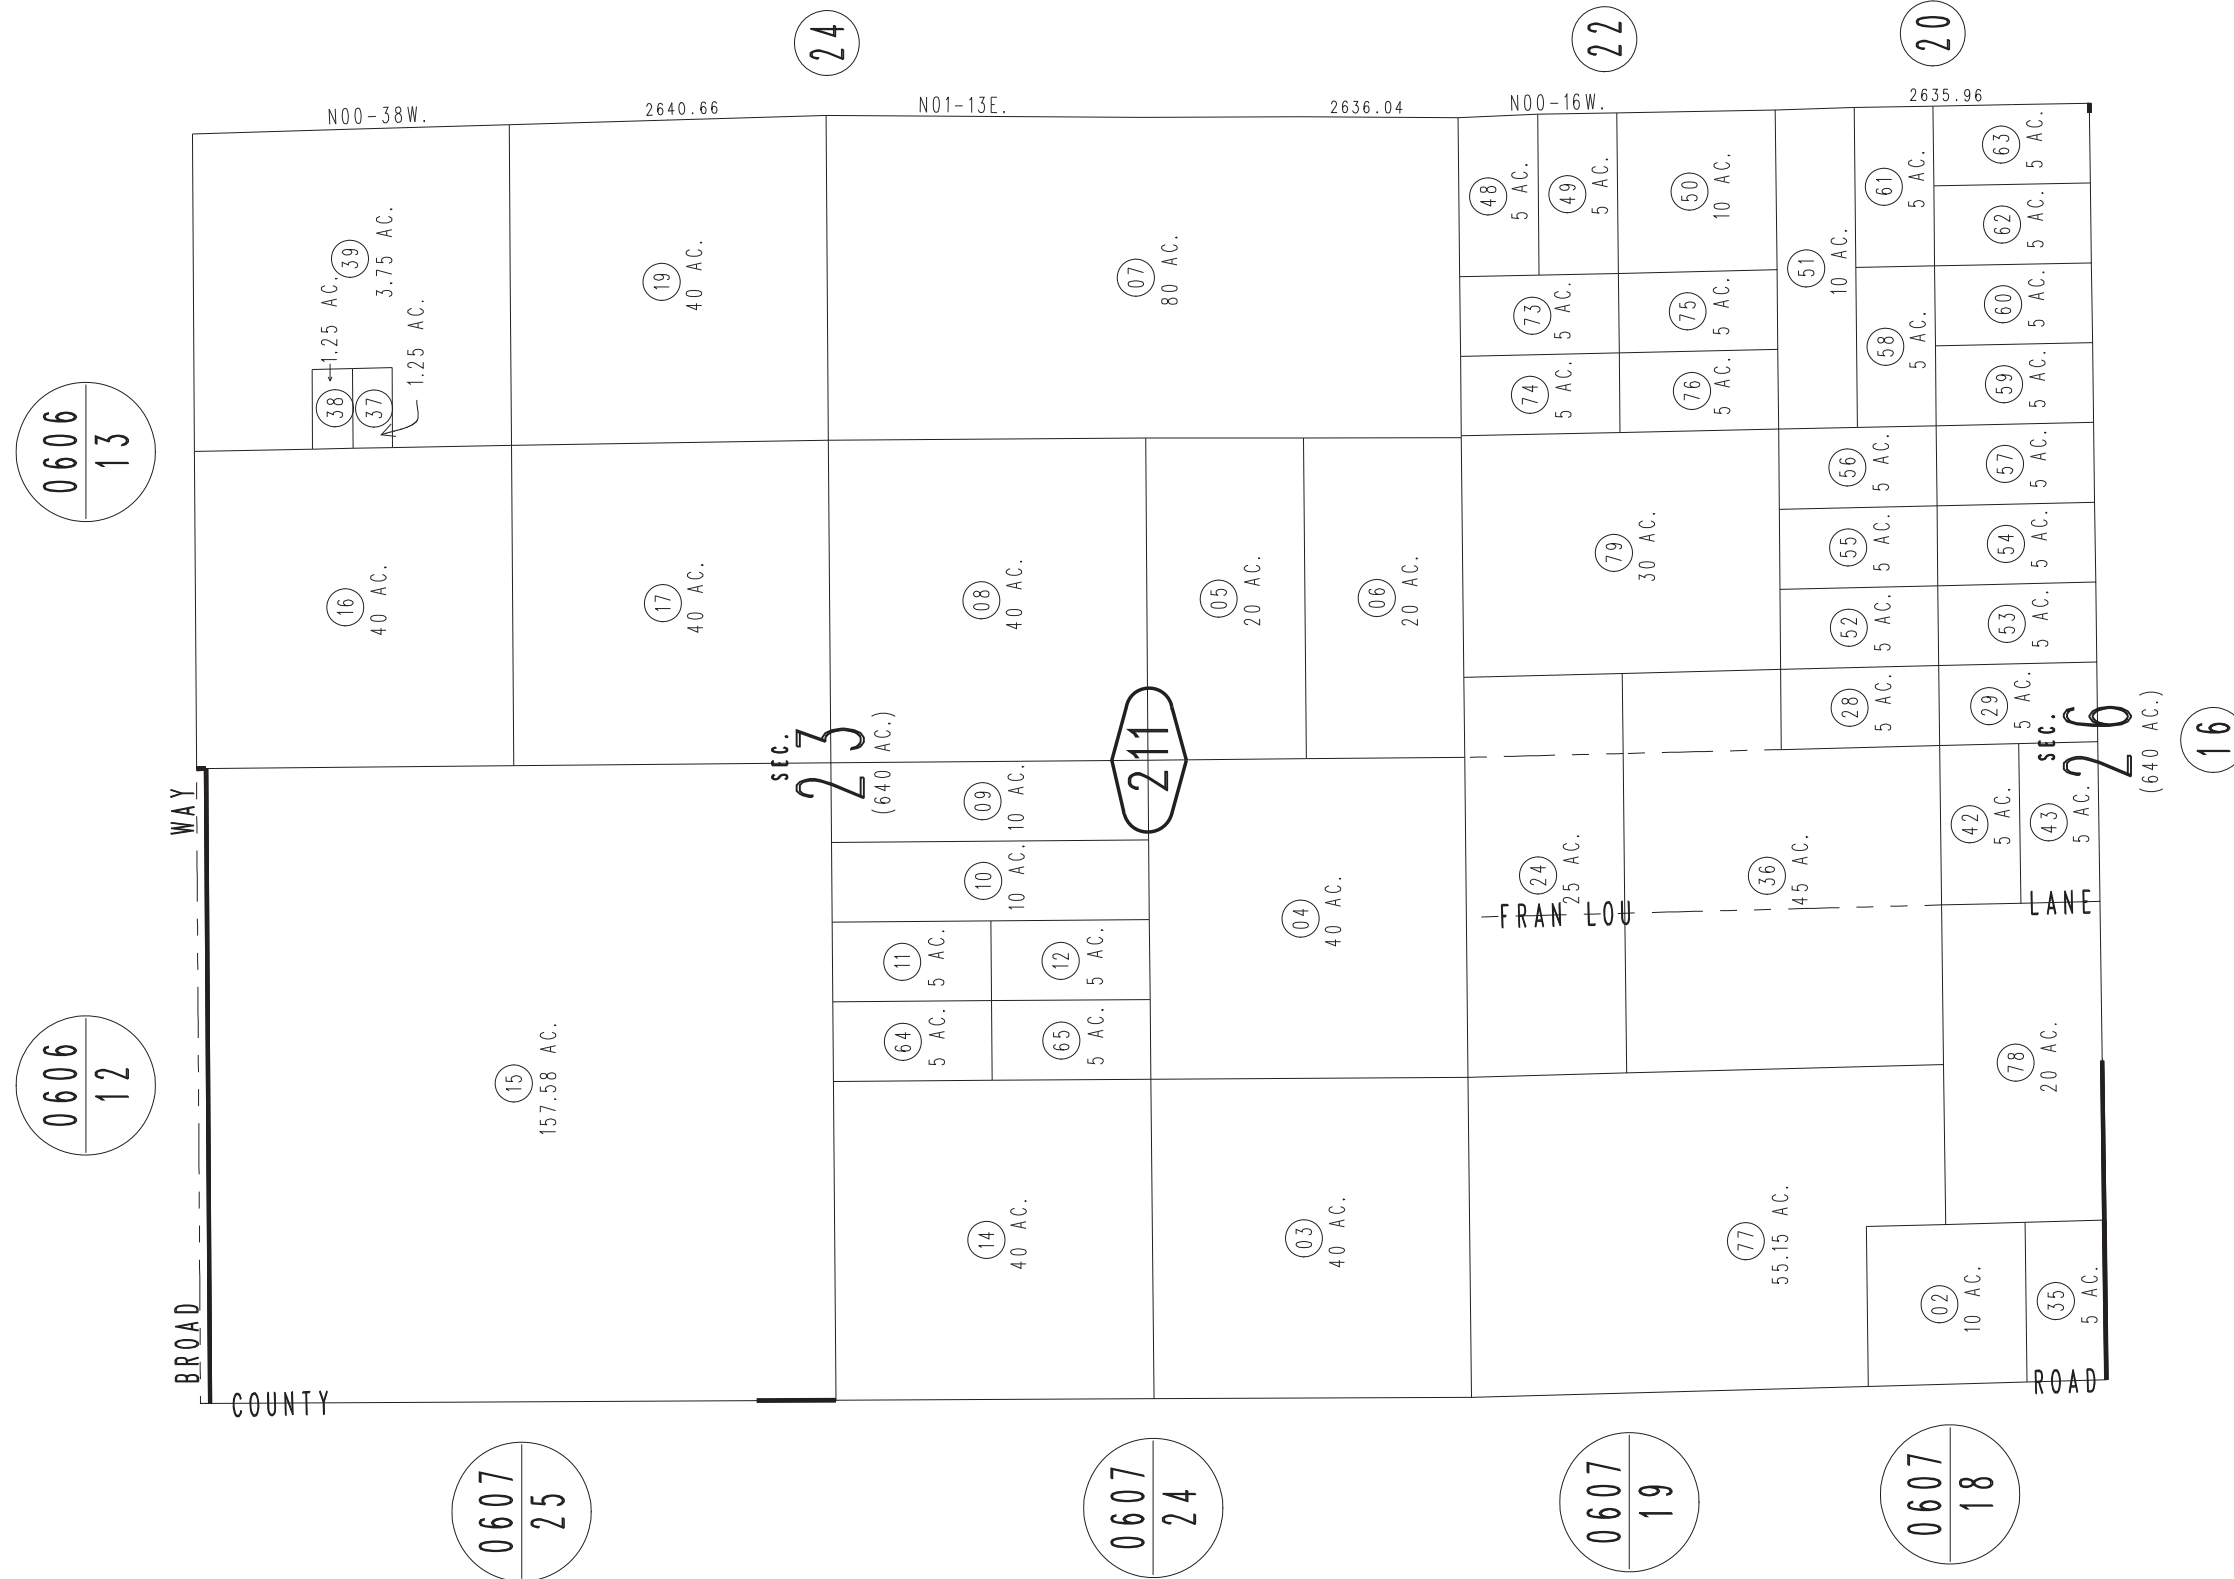 24
22
20
N00-38W.
2640.66
N01-13E.
2636.04
N00-16W.
2635.96
0606
13
0606
12
39
3.75 AC.
38
1.25 AC.
37
1.25 AC.
19
40 AC.
07
80 AC.
48
5 AC.
49
5 AC.
50
10 AC.
51
10 AC.
61
5 AC.
63
5 AC.
62
5 AC.
73
5 AC.
75
5 AC.
58
5 AC.
60
5 AC.
74
5 AC.
76
5 AC.
59
5 AC.
16
40 AC.
17
40 AC.
08
40 AC.
05
20 AC.
06
20 AC.
79
30 AC.
56
5 AC.
57
5 AC.
55
5 AC.
54
5 AC.
52
5 AC.
53
5 AC.
28
5 AC.
29
5 AC.
SEC.
23
(640 AC.)
211
SEC.
26
(640 AC.)
16
BROAD WAY
15
157.58 AC.
09
10 AC.
10
10 AC.
11
5 AC.
12
5 AC.
64
5 AC.
65
5 AC.
04
40 AC.
24
25 AC.
36
45 AC.
42
5 AC.
43
5 AC.
FRAN LOU LANE
78
20 AC.
14
40 AC.
03
40 AC.
77
55.15 AC.
02
10 AC.
35
5 AC.
COUNTY ROAD
0607
25
0607
24
0607
19
0607
18